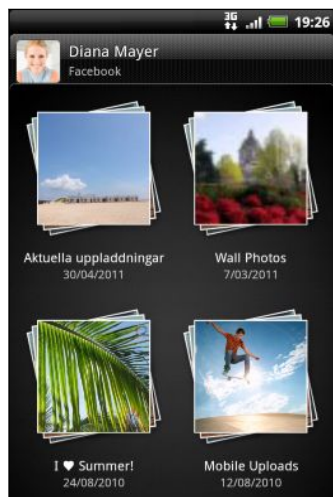 3G 19:26
Diana Mayer
Facebook
Aktuella uppladdningar
30/04/2011
Wall Photos
7/03/2011
I ♥ Summer!
24/08/2010
Mobile Uploads
12/08/2010